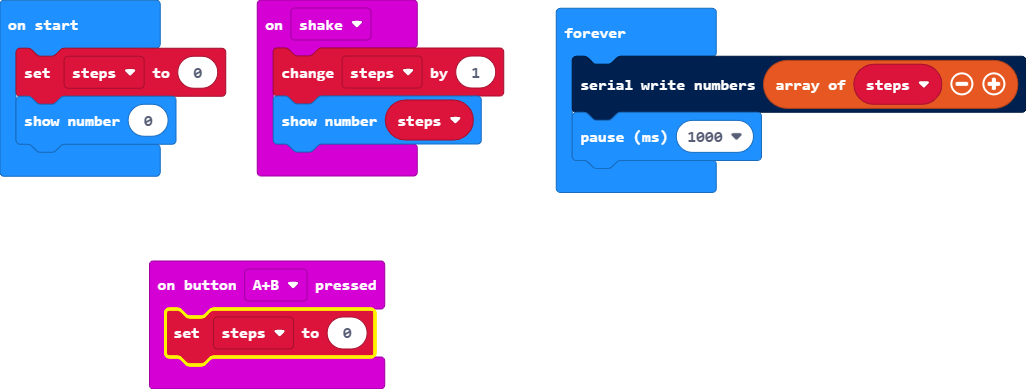 on start
set steps to 0
show number 0
on shake
change steps by 1
show number steps
forever
serial write numbers array of steps
pause (ms) 1000
on button A+B pressed
set steps to 0